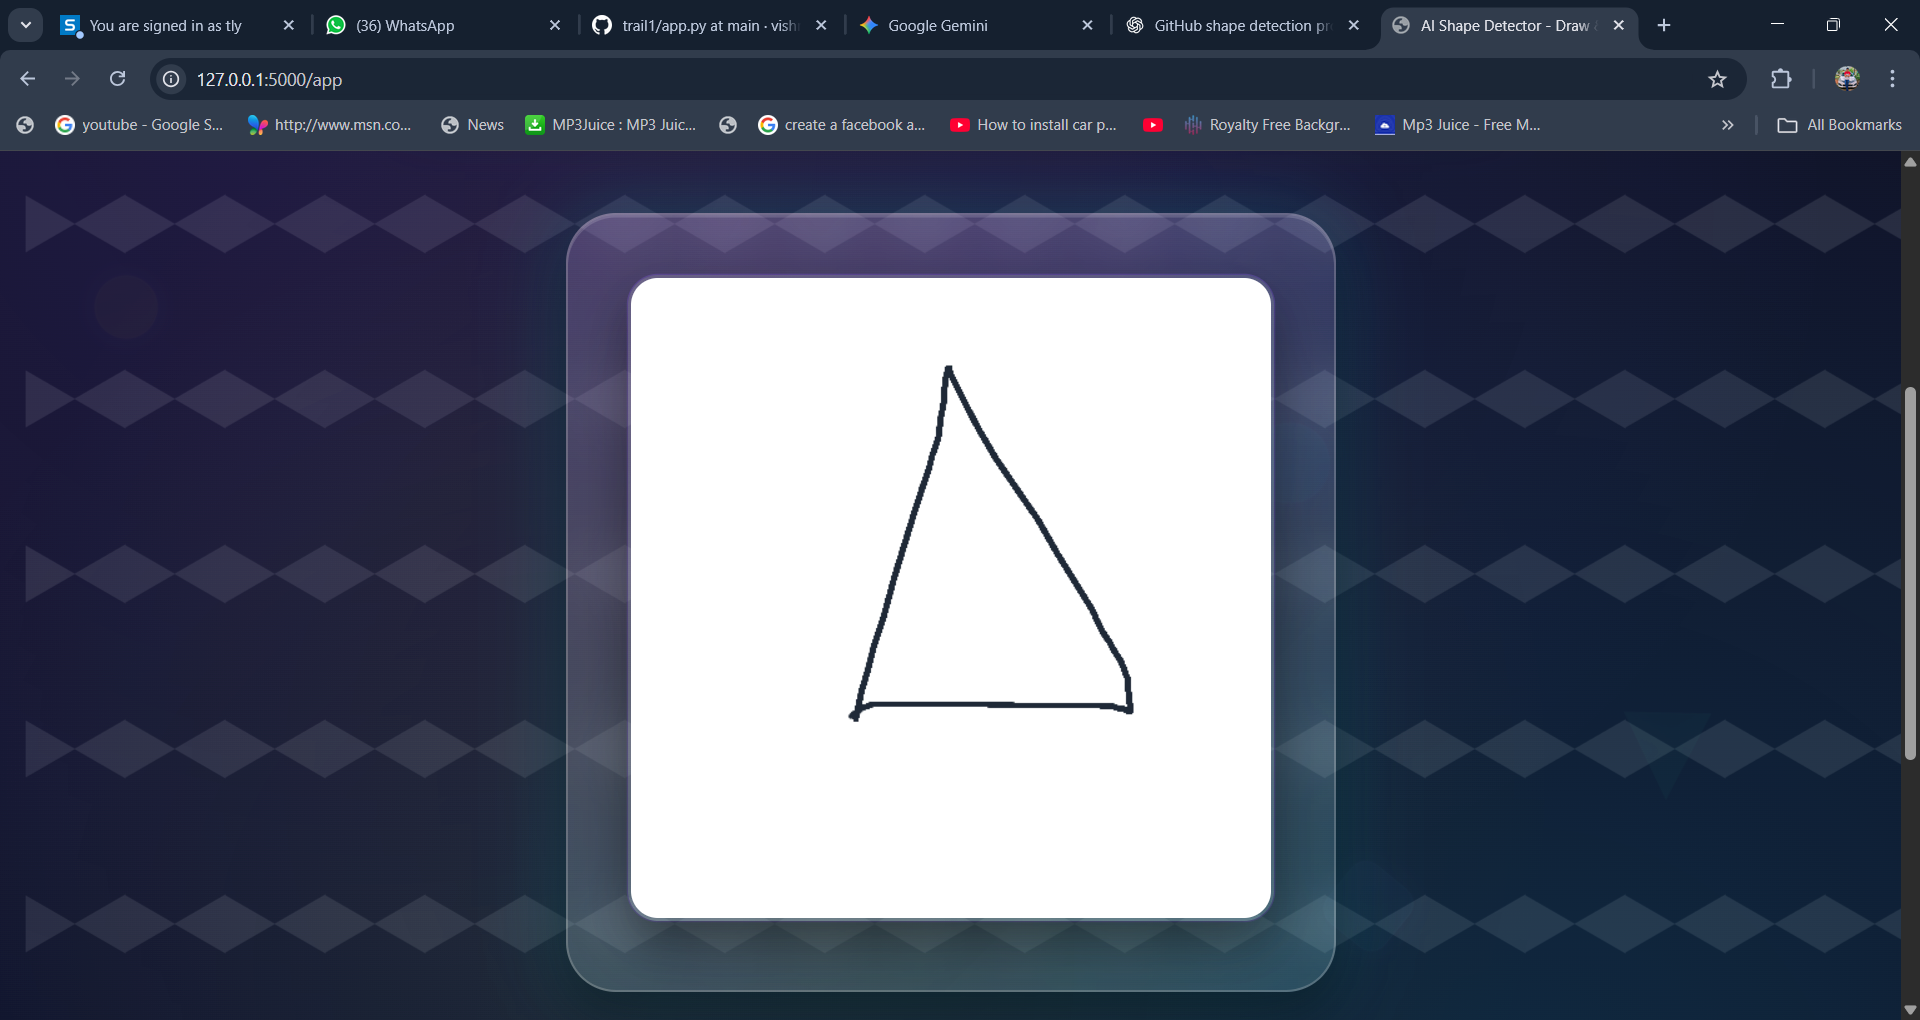 You are signed in as tly
(36) WhatsApp
trail1/app.py at main · vish
Google Gemini
GitHub shape detection pr
AI Shape Detector - Draw
127.0.0.1:5000/app
youtube - Google S...
http://www.msn.co...
News
MP3Juice : MP3 Juic...
create a facebook a...
How to install car p...
Royalty Free Backgr...
Mp3 Juice - Free M...
All Bookmarks